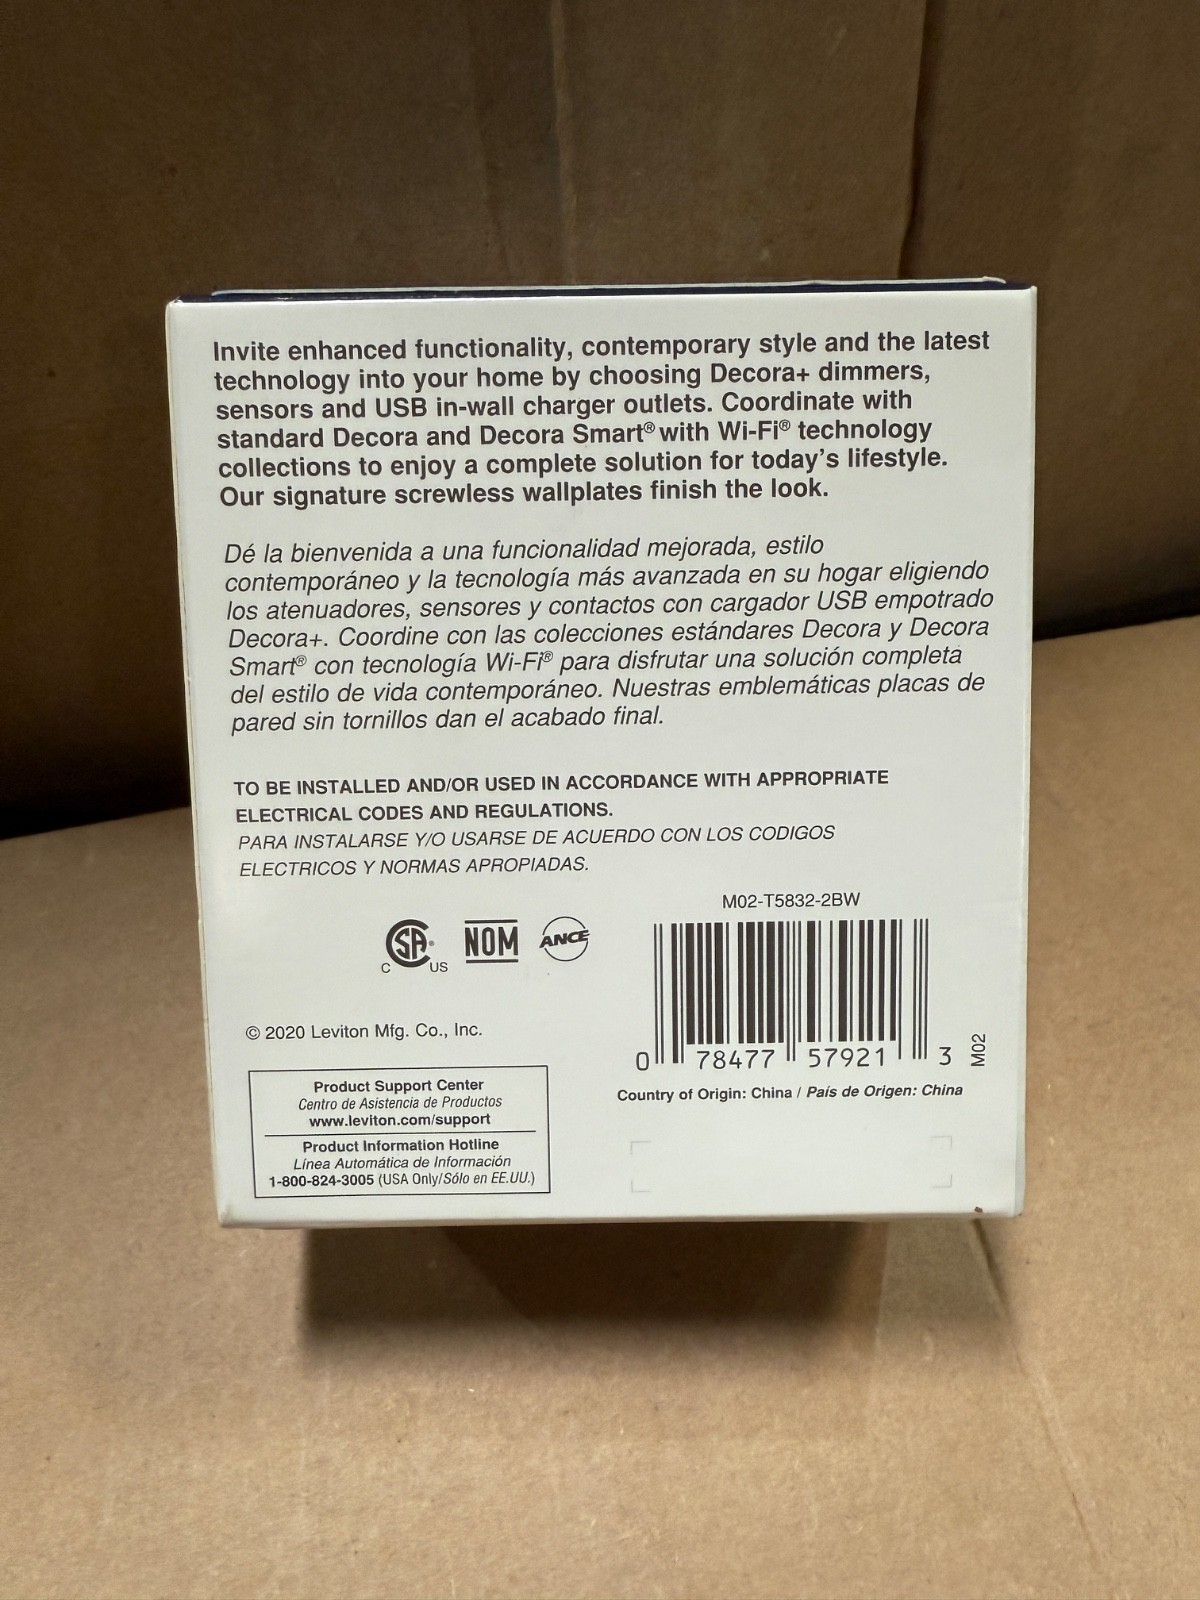 Invite enhanced functionality, contemporary style and the latest
technology into your home by choosing Decora+ dimmers,
sensors and USB in-wall charger outlets. Coordinate with
standard Decora and Decora Smart® with Wi-Fi® technology
collections to enjoy a complete solution for today's lifestyle.
Our signature screwless wallplates finish the look.
Dé la bienvenida a una funcionalidad mejorada, estilo
contemporáneo y la tecnología más avanzada en su hogar eligiendo
los atenuadores, sensores y contactos con cargador USB empotrado
Decora+. Coordine con las colecciones estándares Decora y Decora
Smart® con tecnología Wi-Fi® para disfrutar una solución completa
del estilo de vida contemporáneo. Nuestras emblemáticas placas de
pared sin tornillos dan el acabado final.
TO BE INSTALLED AND/OR USED IN ACCORDANCE WITH APPROPRIATE
ELECTRICAL CODES AND REGULATIONS.
PARA INSTALARSE Y/O USARSE DE ACUERDO CON LOS CODIGOS
ELECTRICOS Y NORMAS APROPIADAS.
M02-T5832-2BW
C SA® US NOM ANCE
© 2020 Leviton Mfg. Co., Inc.
0 78477 57921 3
M02
Country of Origin: China / País de Origen: China
Product Support Center
Centro de Asistencia de Productos
www.leviton.com/support
Product Information Hotline
Línea Automática de Información
1-800-824-3005 (USA Only/Sólo en EE.UU.)